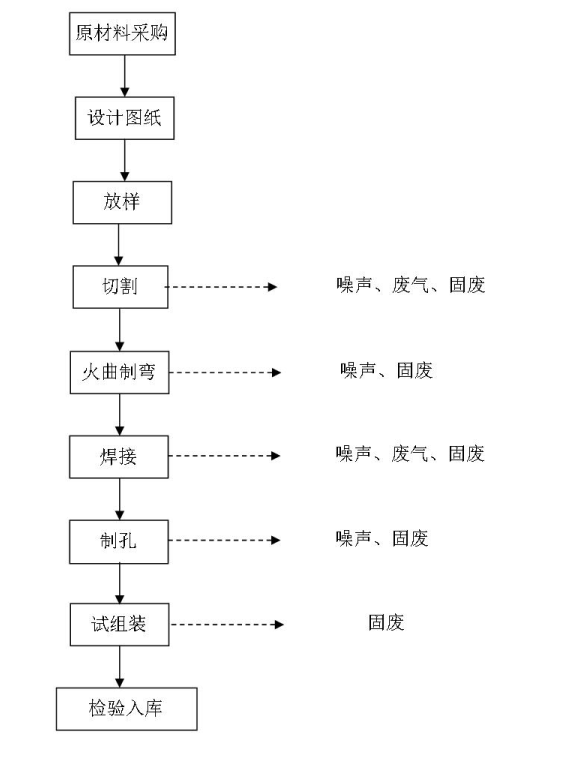 原材料采购
设计图纸
放样
切割
噪声、废气、固废
火曲制弯
噪声、固废
焊接
噪声、废气、固废
制孔
噪声、固废
试组装
固废
检验入库